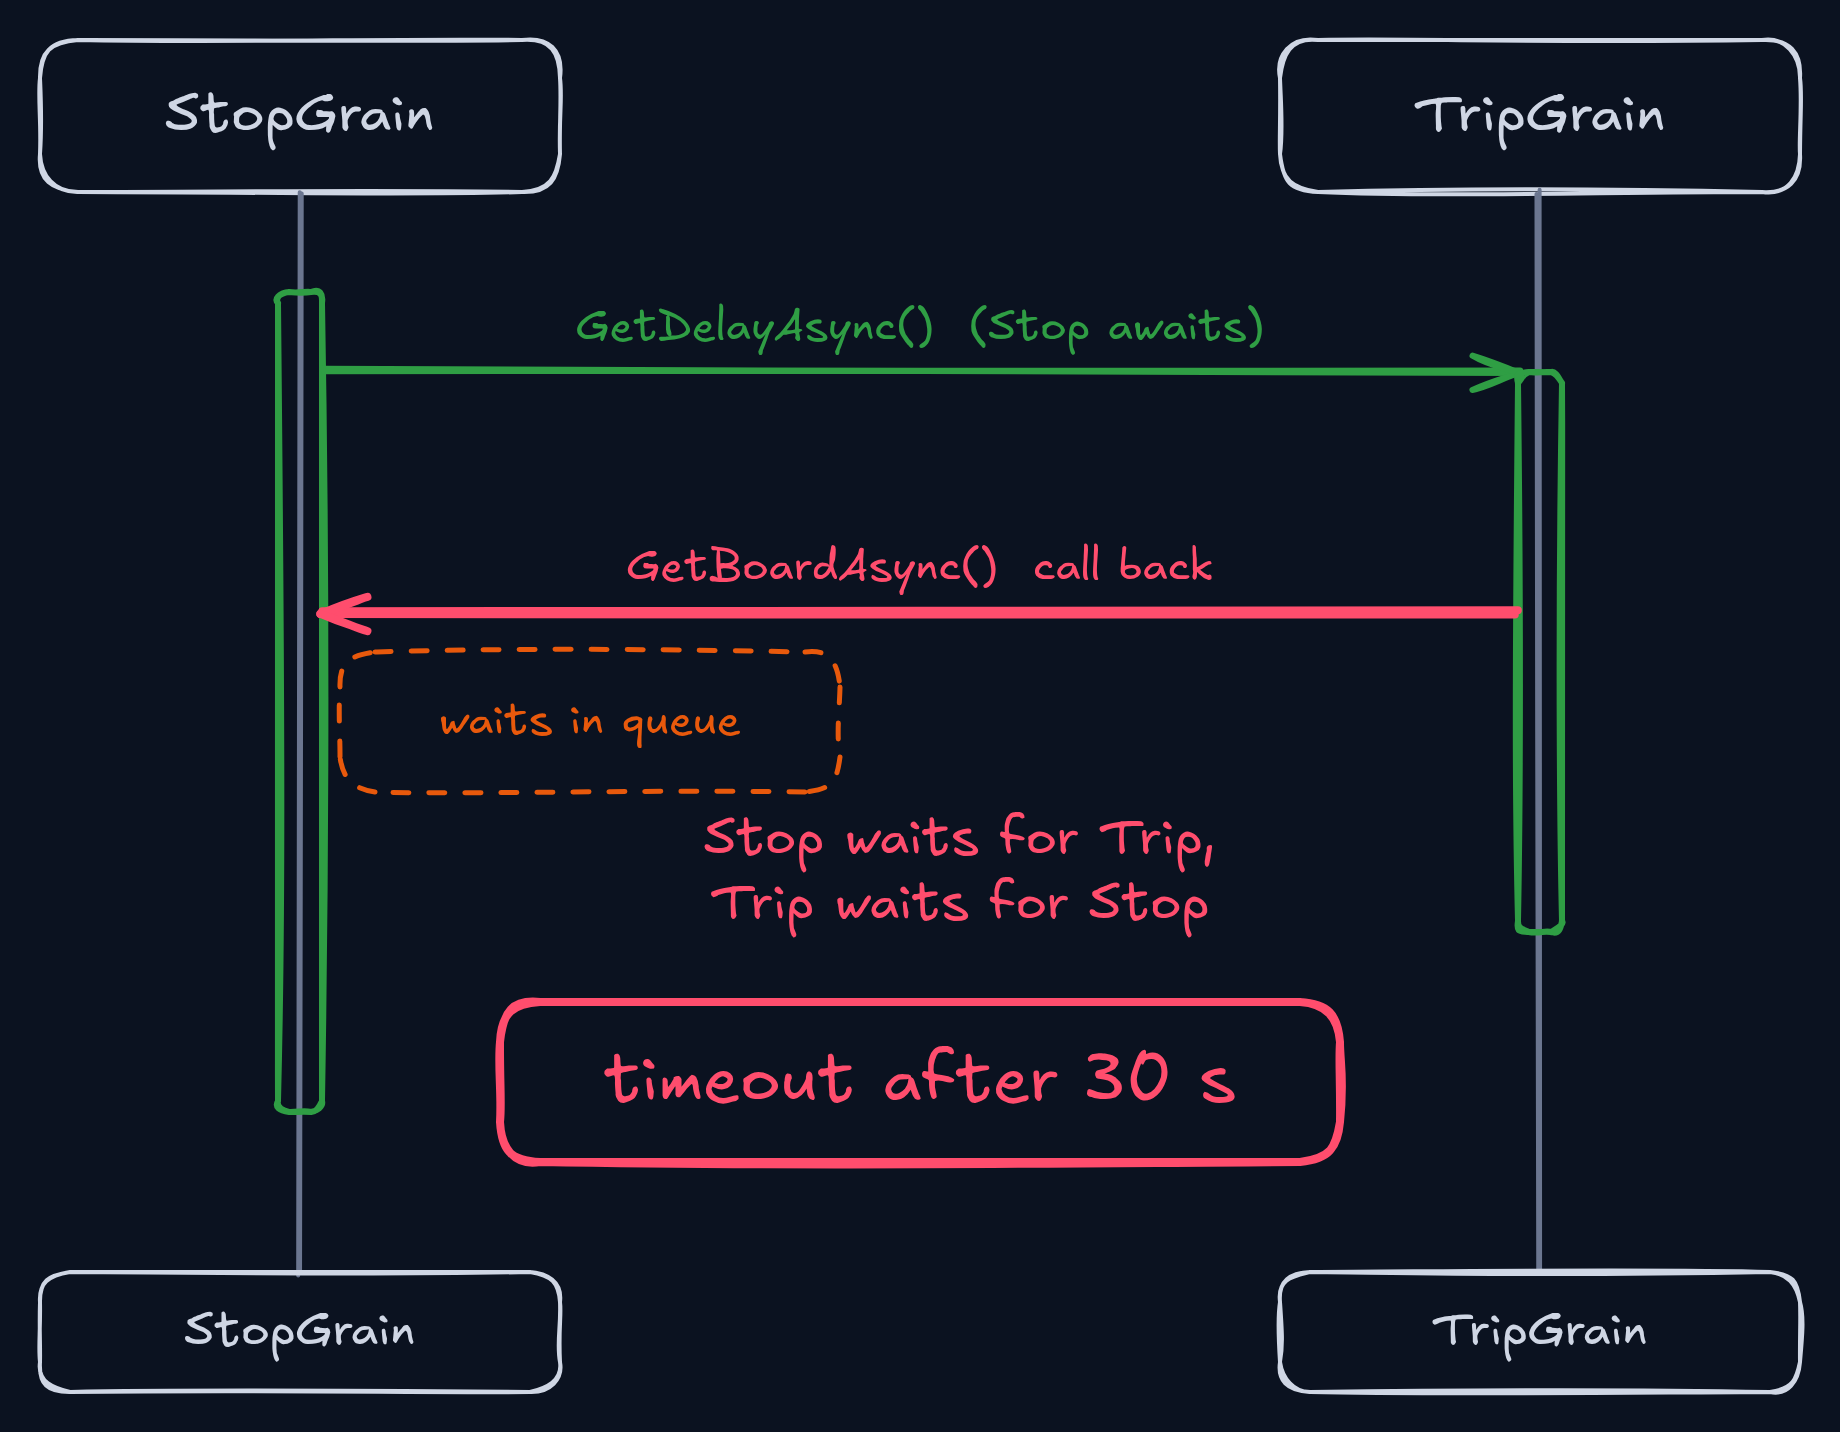 StopGrain
TripGrain
GetDelayAsync() (Stop awaits)
GetBoardAsync() call back
waits in queue
Stop waits for Trip,
Trip waits for Stop
timeout after 30 s
StopGrain
TripGrain